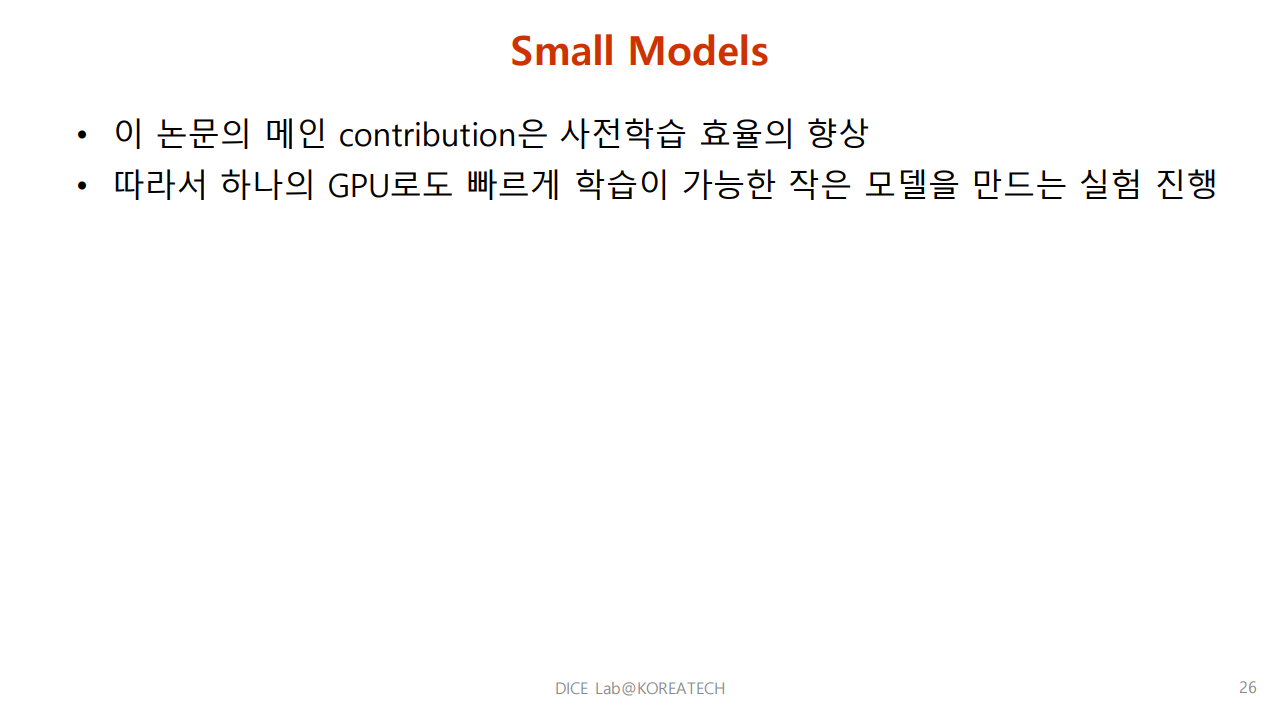 Small Models
• 이 논문의 메인 contribution은 사전학습 효율의 향상
• 따라서 하나의 GPU로도 빠르게 학습이 가능한 작은 모델을 만드는 실험 진행
DICE Lab@KOREATECH
26